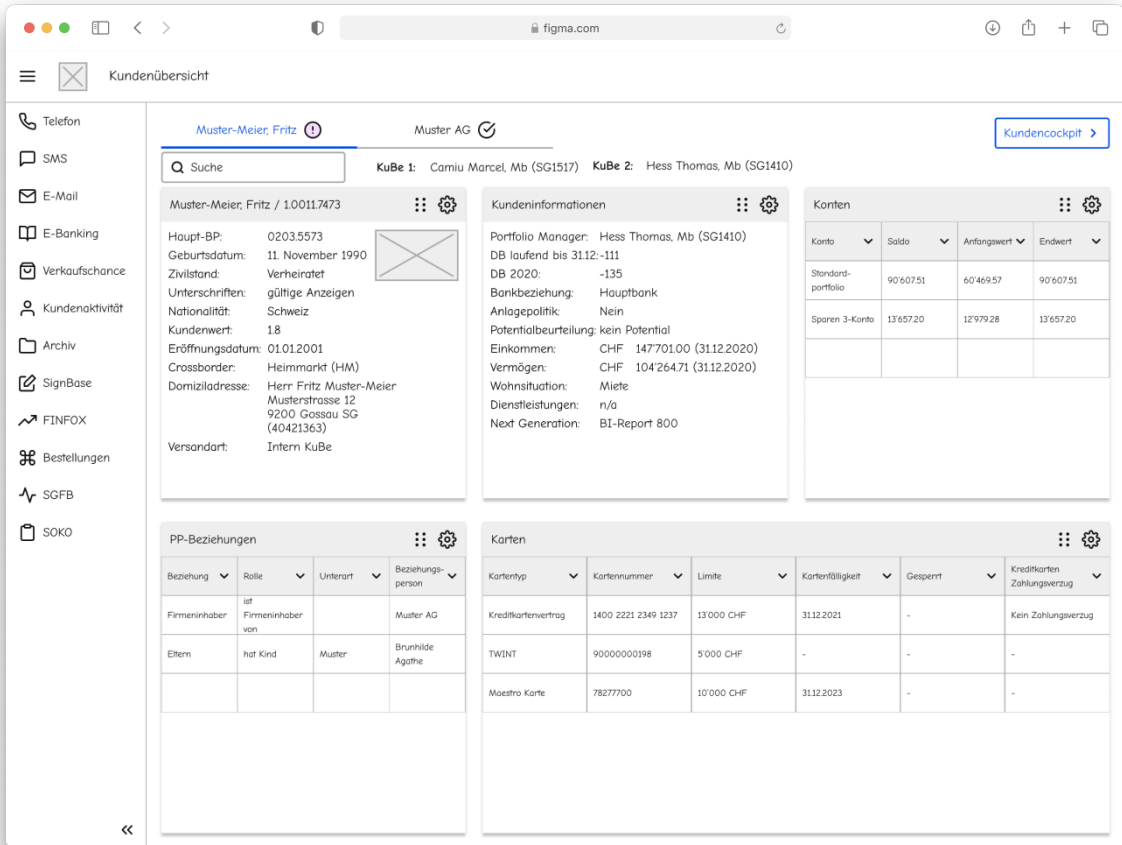 figma.com
Kundenübersicht
Telefon
SMS
E-Mail
E-Banking
Verkaufschance
Kundenaktivität
Archiv
SignBase
FINFOX
Bestellungen
SGFB
SOKO
Muster-Meier, Fritz
Muster AG
Kundencockpit
Suche
KuBe 1: Camiu Marcel, Mb (SG1517) KuBe 2: Hess Thomas, Mb (SG1410)
Muster-Meier, Fritz / 1.0011.7473
Haupt-BP: 0203.5573
Geburtsdatum: 11. November 1990
Zivilstand: Verheiratet
Unterschriften: gültige Anzeigen
Nationalität: Schweiz
Kundenwert: 1.8
Eröffnungsdatum: 01.01.2001
Crossborder: Heimmarkt (HM)
Domiziladresse: Herr Fritz Muster-Meier
Musterstrasse 12
9200 Gossau SG
(40421363)
Versandart: Intern KuBe
Kundeninformationen
Portfolio Manager: Hess Thomas, Mb (SG1410)
DB laufend bis 31.12: -111
DB 2020: -135
Bankbeziehung: Hauptbank
Anlagepolitik: Nein
Potentialbeurteilung: kein Potential
Einkommen: CHF 147'701.00 (31.12.2020)
Vermögen: CHF 104'264.71 (31.12.2020)
Wohnsituation: Miete
Dienstleistungen: n/a
Next Generation: BI-Report 800
Konten
Konto Saldo Anfangswert Endwert
Standard-
portfolio 90'607.51 60'469.57 90'607.51
Sparen 3-Konto 13'657.20 12'979.28 13'657.20
PP-Beziehungen
Beziehung Rolle Unterart Beziehungs-
person
Firmeninhaber ist
Firmeninhaber
von Muster AG
Eltern hat Kind Muster Brunhilde
Agathe
Karten
Kartentyp Kartennummer Limite Kartenfälligkeit Gesperrt Kreditkarten
Zahlungsverzug
Kreditkartenvertrag 1400 2221 2349 1237 13'000 CHF 31.12.2021 - Kein Zahlungsverzug
TWINT 90000000198 5'000 CHF - - -
Maestro Karte 78277700 10'000 CHF 31.12.2023 - -